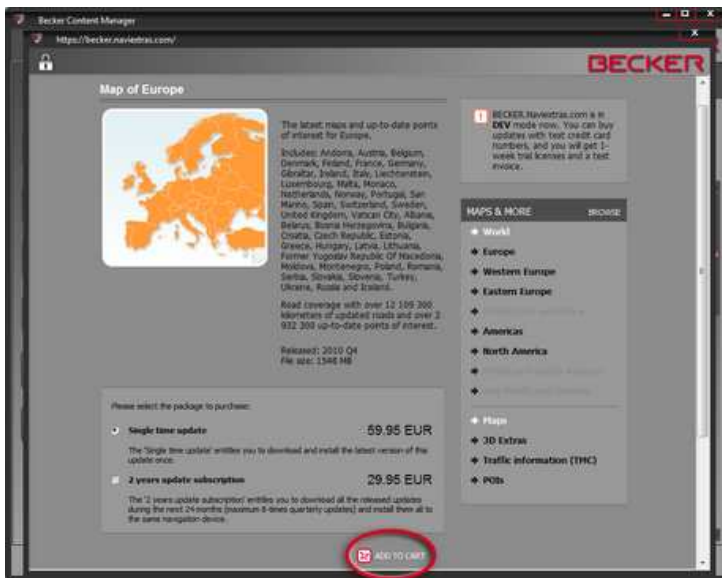 Becker Content Manager
https://becker.naviextras.com/
BECKER
Map of Europe
The latest maps and up-to-date points
of interest for Europe.
Includes: Andorra, Austria, Belgium,
Denmark, Finland, France, Germany,
Gibraltar, Ireland, Italy, Liechtenstein,
Luxembourg, Malta, Monaco,
Netherlands, Norway, Portugal, San
Marino, Spain, Switzerland, Sweden,
United Kingdom, Vatican City, Albania,
Belarus, Bosnia Herzegovina, Bulgaria,
Croatia, Czech Republic, Estonia,
Greece, Hungary, Latvia, Lithuania,
Former Yugoslav Republic Of Macedonia,
Moldova, Montenegro, Poland, Romania,
Serbia, Slovakia, Slovenia, Turkey,
Ukraine, Russia and Iceland.
Road coverage with over 12 109 300
kilometers of updated roads and over 2
932 300 up-to-date points of interest.
Released: 2010 Q4
File size: 1546 MB
BECKER.Naviextras.com is in
DEV mode now. You can buy
updates with test credit card
numbers, and you will get 1-
week trial licenses and a test
invoice.
MAPS & MORE BROWSE
World
Europe
Western Europe
Eastern Europe
Americas
North America
Maps
3D Extras
Traffic information (TMC)
POIs
Please select the package to purchase:
Single time update 59.95 EUR
The 'Single time update' entitles you to download and install the latest version of this
update once.
2 years update subscription 29.95 EUR
The '2 years update subscription' entitles you to download all the released updates
during the next 24 months (maximum 8-times quarterly updates) and install them all to
the same navigation device.
ADD TO CART